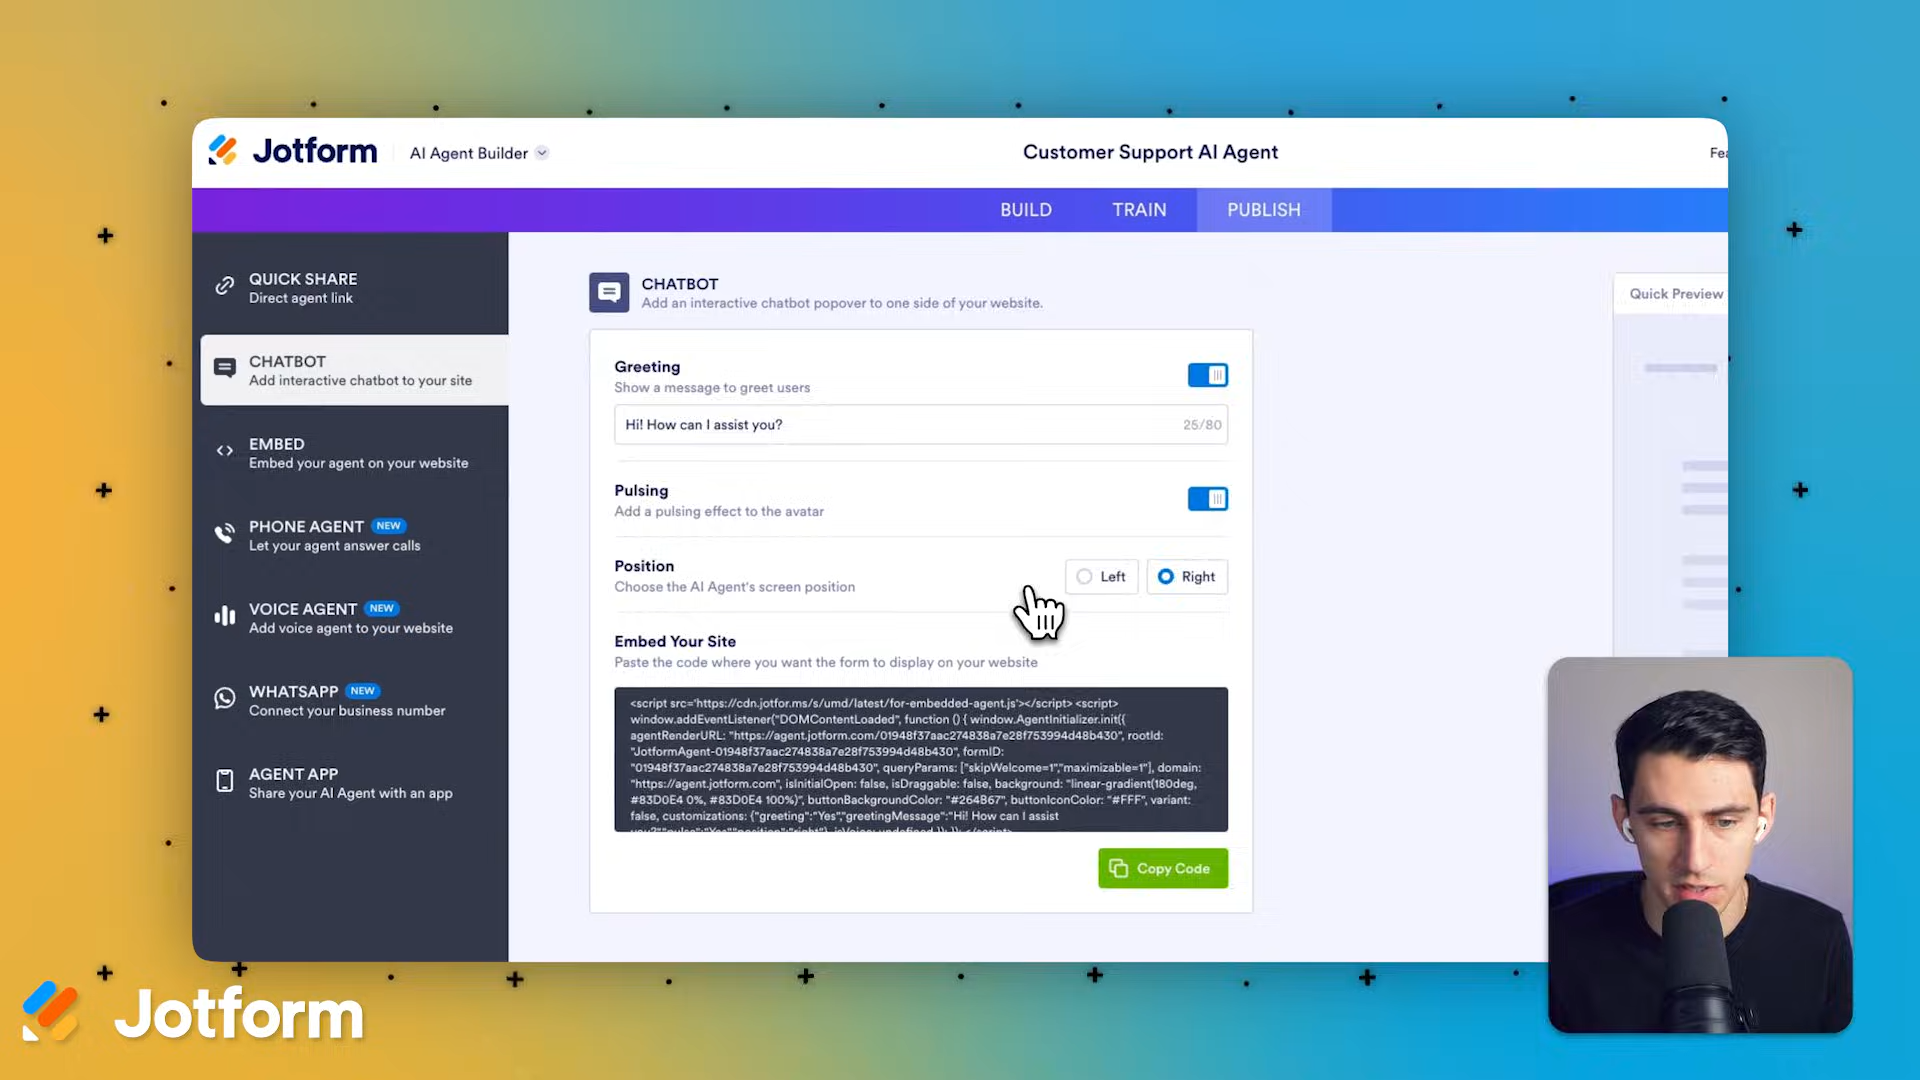 Jotform
AI Agent Builder
Customer Support AI Agent
Fea
BUILD
TRAIN
PUBLISH
QUICK SHARE
Direct agent link
CHATBOT
Add interactive chatbot to your site
EMBED
Embed your agent on your website
PHONE AGENT NEW
Let your agent answer calls
VOICE AGENT NEW
Add voice agent to your website
WHATSAPP NEW
Connect your business number
AGENT APP
Share your AI Agent with an app
CHATBOT
Add an interactive chatbot popover to one side of your website.
Greeting
Show a message to greet users
Hi! How can I assist you?
25/80
Pulsing
Add a pulsing effect to the avatar
Position
Choose the AI Agent's screen position
Left
Right
Embed Your Site
Paste the code where you want the form to display on your website
<script src='https://cdn.jotfor.ms/s/umd/latest/for-embedded-agent.js'></script> <script>
window.addEventListener("DOMContentLoaded", function () { window.AgentInitializer.init({
agentRenderURL: "https://agent.jotform.com/01948f37aac274838a7e28f753994d48b430", rootId:
"JotformAgent-01948f37aac274838a7e28f753994d48b430", formID:
"01948f37aac274838a7e28f753994d48b430", queryParams: ["skipWelcome=1","maximizable=1"], domain:
"https://agent.jotform.com", isInitialOpen: false, isDraggable: false, background: "linear-gradient(180deg,
#83D0E4 0%, #83D0E4 100%)", buttonBackgroundColor: "#264B67", buttonIconColor: "#FFF", variant:
false, customizations: {"greeting":"Yes","greetingMessage":"Hi! How can I assist
Copy Code
Quick Preview
Jotform